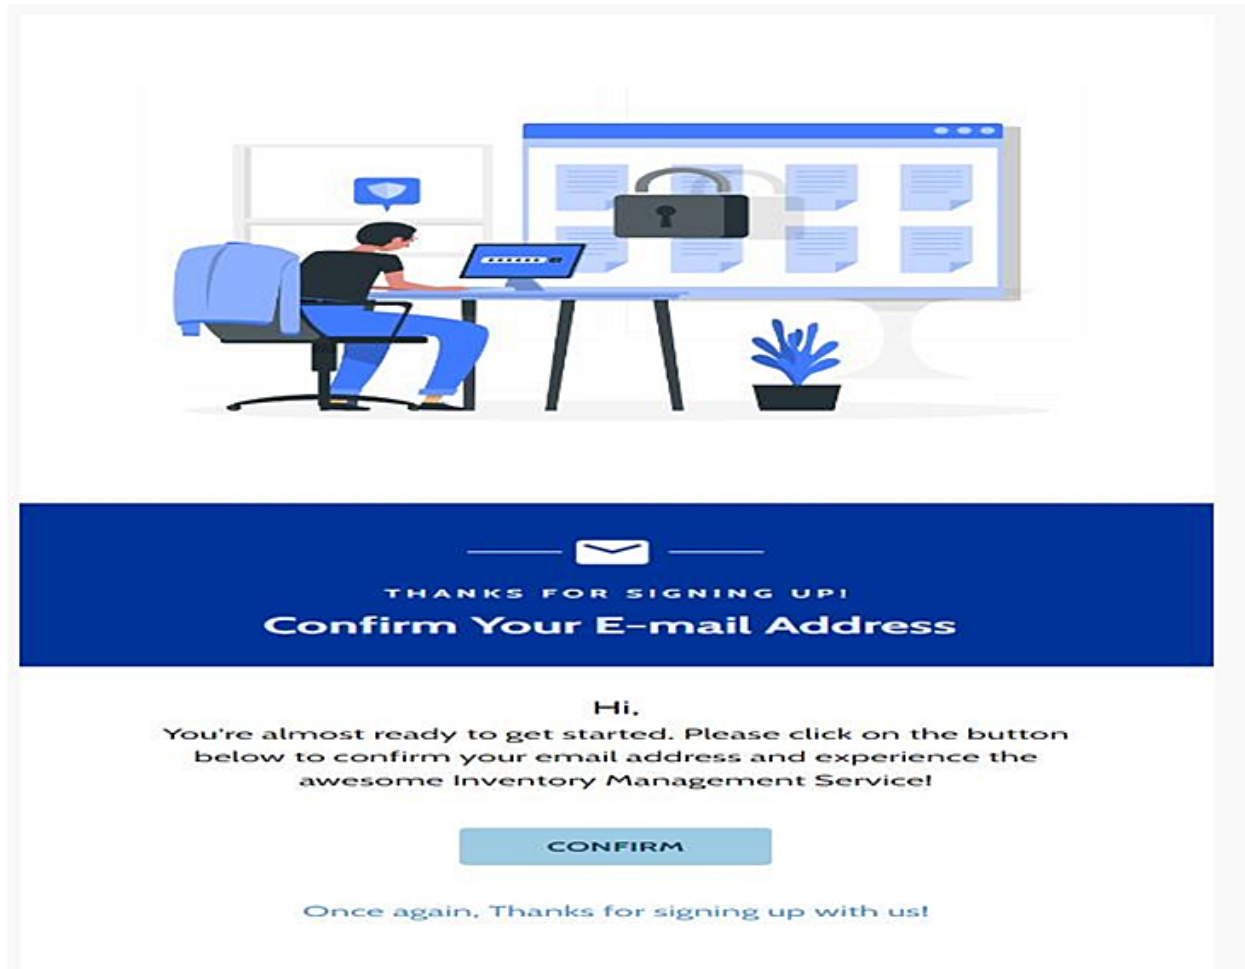 THANKS FOR SIGNING UP!
Confirm Your E-mail Address
Hi,
You're almost ready to get started. Please click on the button
below to confirm your email address and experience the
awesome Inventory Management Service!
CONFIRM
Once again, Thanks for signing up with us!